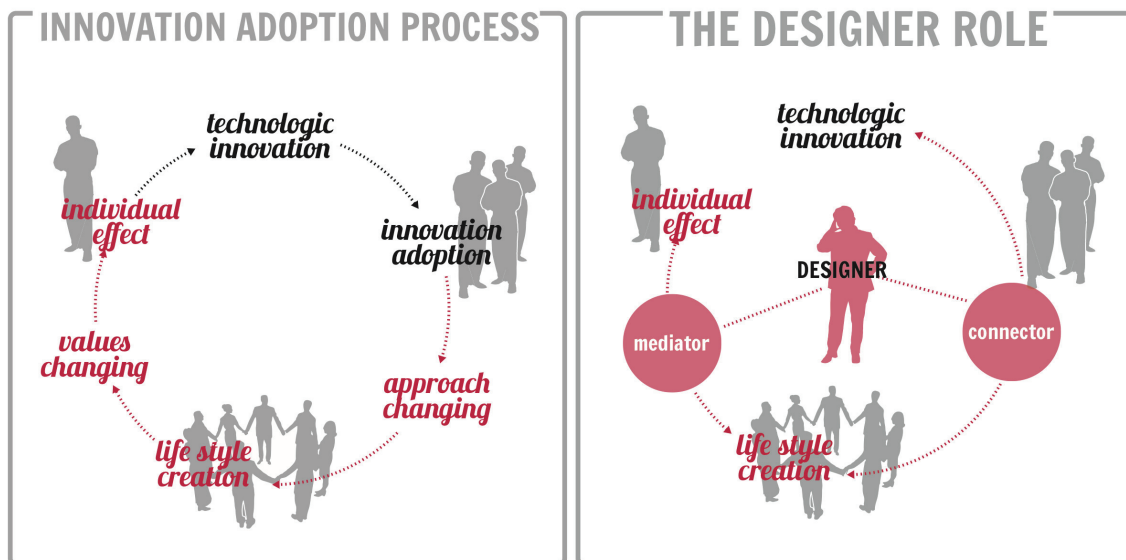 INNOVATION ADOPTION PROCESS
technologic
innovation
individual
effect
innovation
adoption
values
changing
approach
changing
life style
creation
THE DESIGNER ROLE
technologic
innovation
individual
effect
DESIGNER
mediator
connector
life style
creation